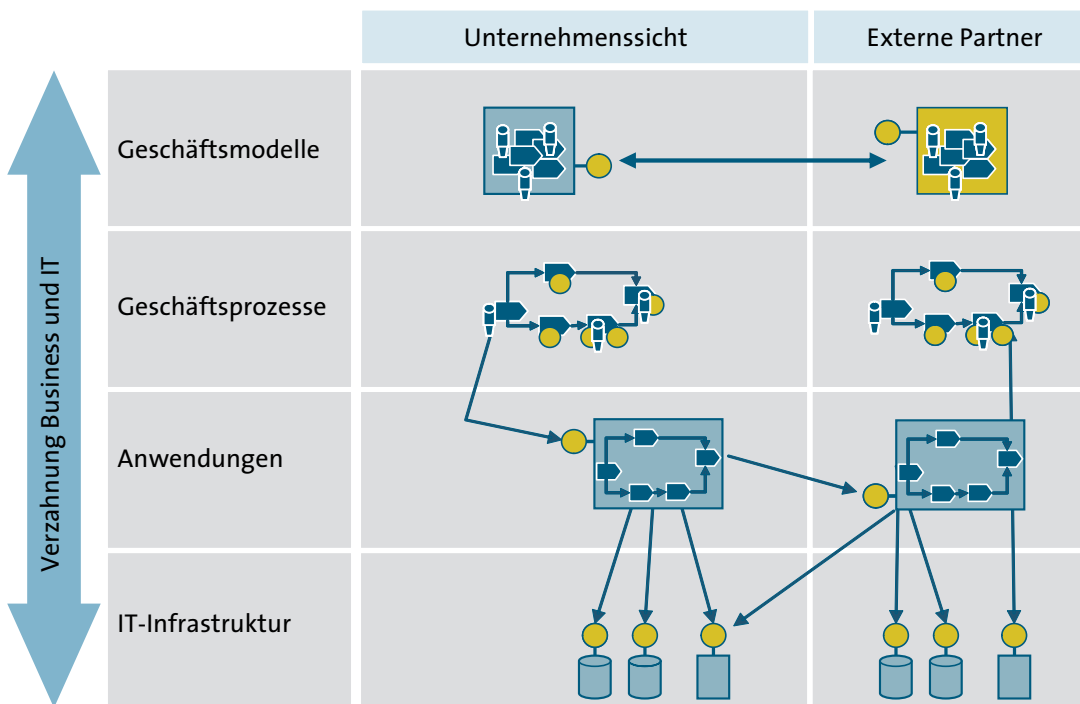 Unternehmenssicht
Externe Partner
Verzahnung Business und IT
Geschäftsmodelle
Geschäftsprozesse
Anwendungen
IT-Infrastruktur